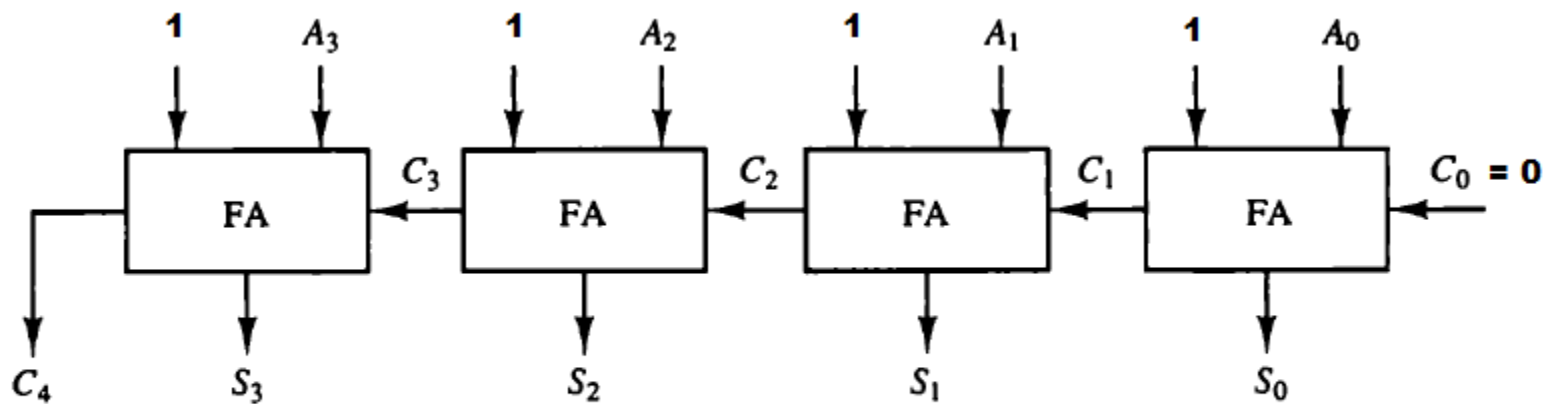 1 A₃ 1 A₂ 1 A₁ 1 A₀
C₃ C₂ C₁ C₀ = 0
FA FA FA FA
C₄ S₃ S₂ S₁ S₀